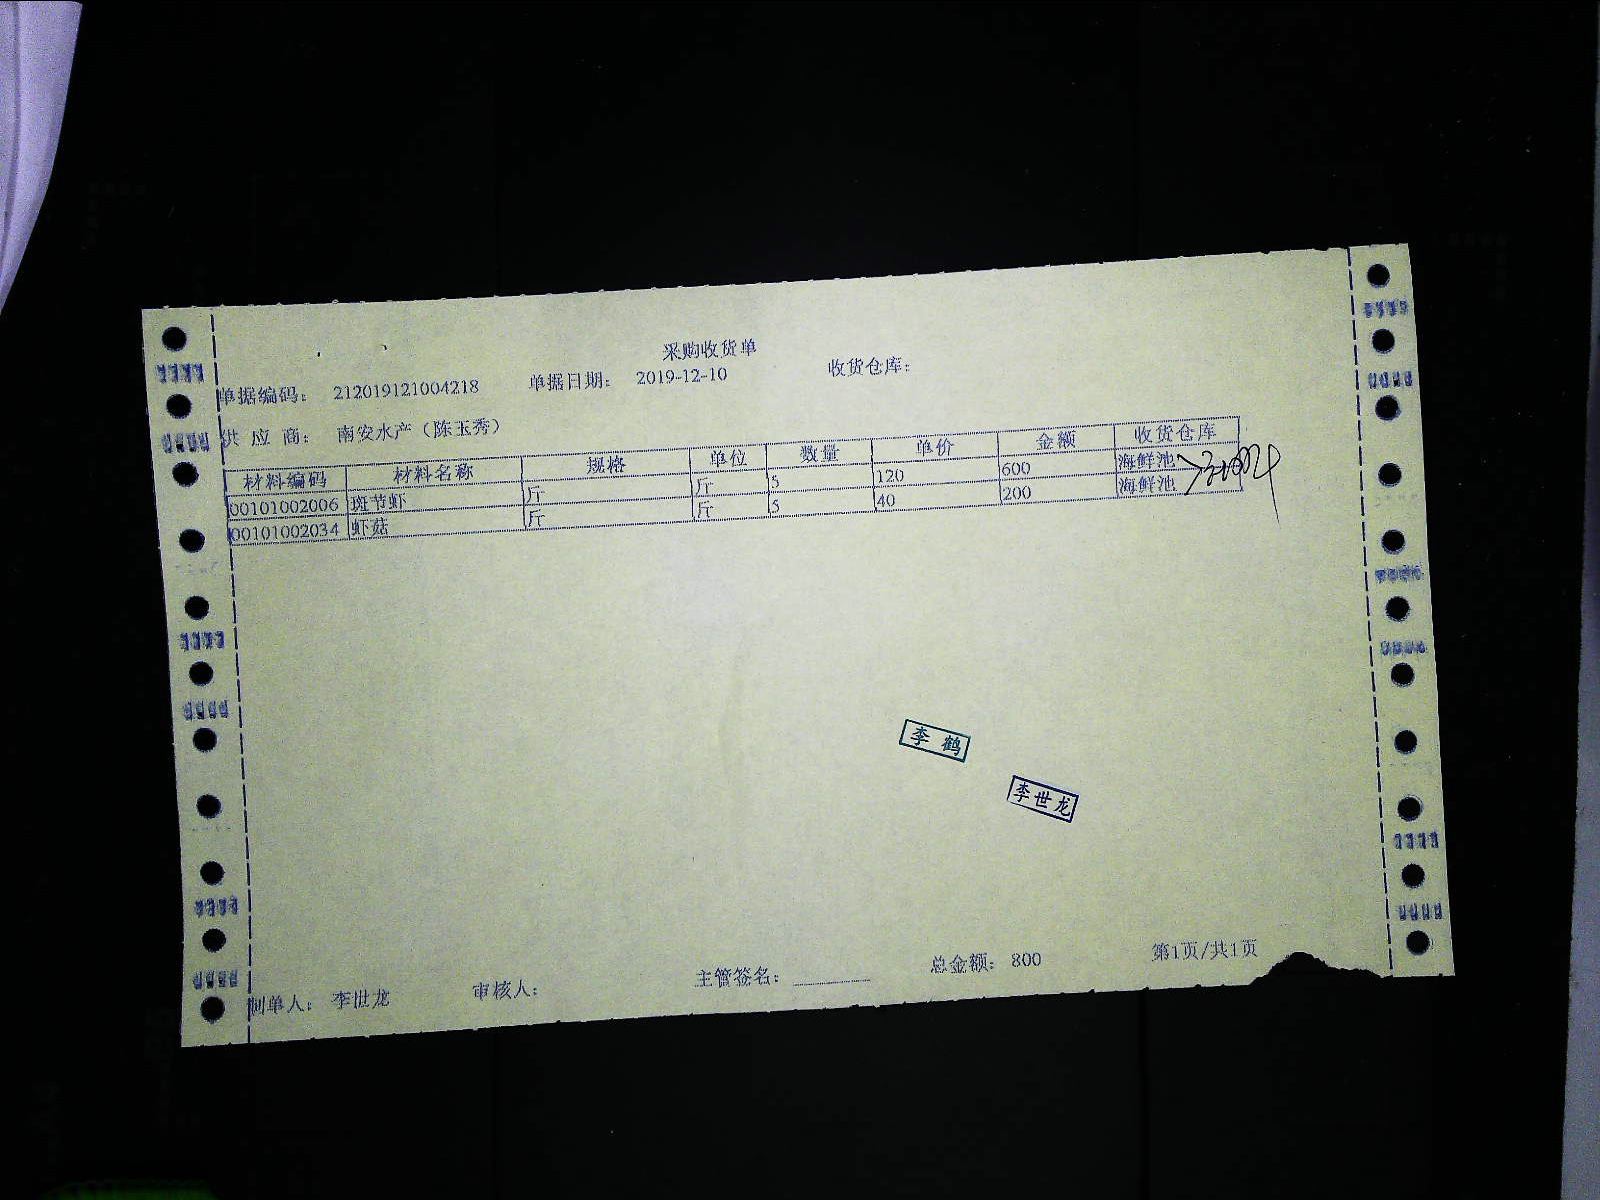 采购收货单
单据编码： 212019121004218 单据日期： 2019-12-10 收货仓库：
供 应 商： 南安水产（陈玉秀）
材料编码 材料名称 规格 单位 数量 单价 金额 收货仓库
00101002006 斑节虾 斤 斤 5 120 600 海鲜池
00101002034 虾菇 斤 斤 5 40 200 海鲜池
李鹤
李世龙
制单人： 李世龙 审核人： 主管签名： 总金额： 800 第1页/共1页